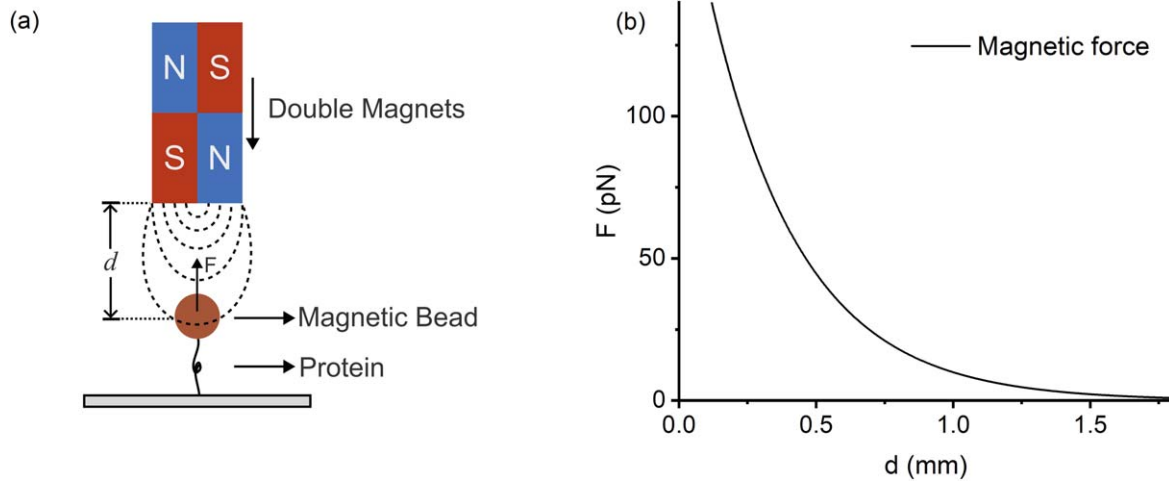 (a)
N S
S N
Double Magnets
d
F
Magnetic Bead
Protein
(b)
Magnetic force
F (pN)
100
50
0
0.0 0.5 1.0 1.5
d (mm)